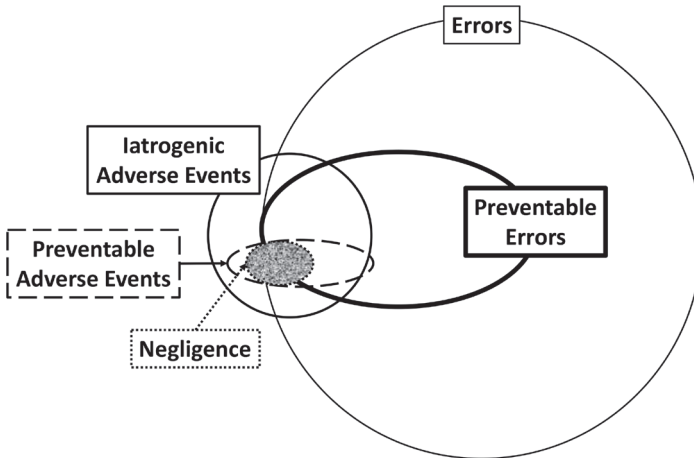 Errors
Iatrogenic
Adverse Events
Preventable
Errors
Preventable
Adverse Events
Negligence